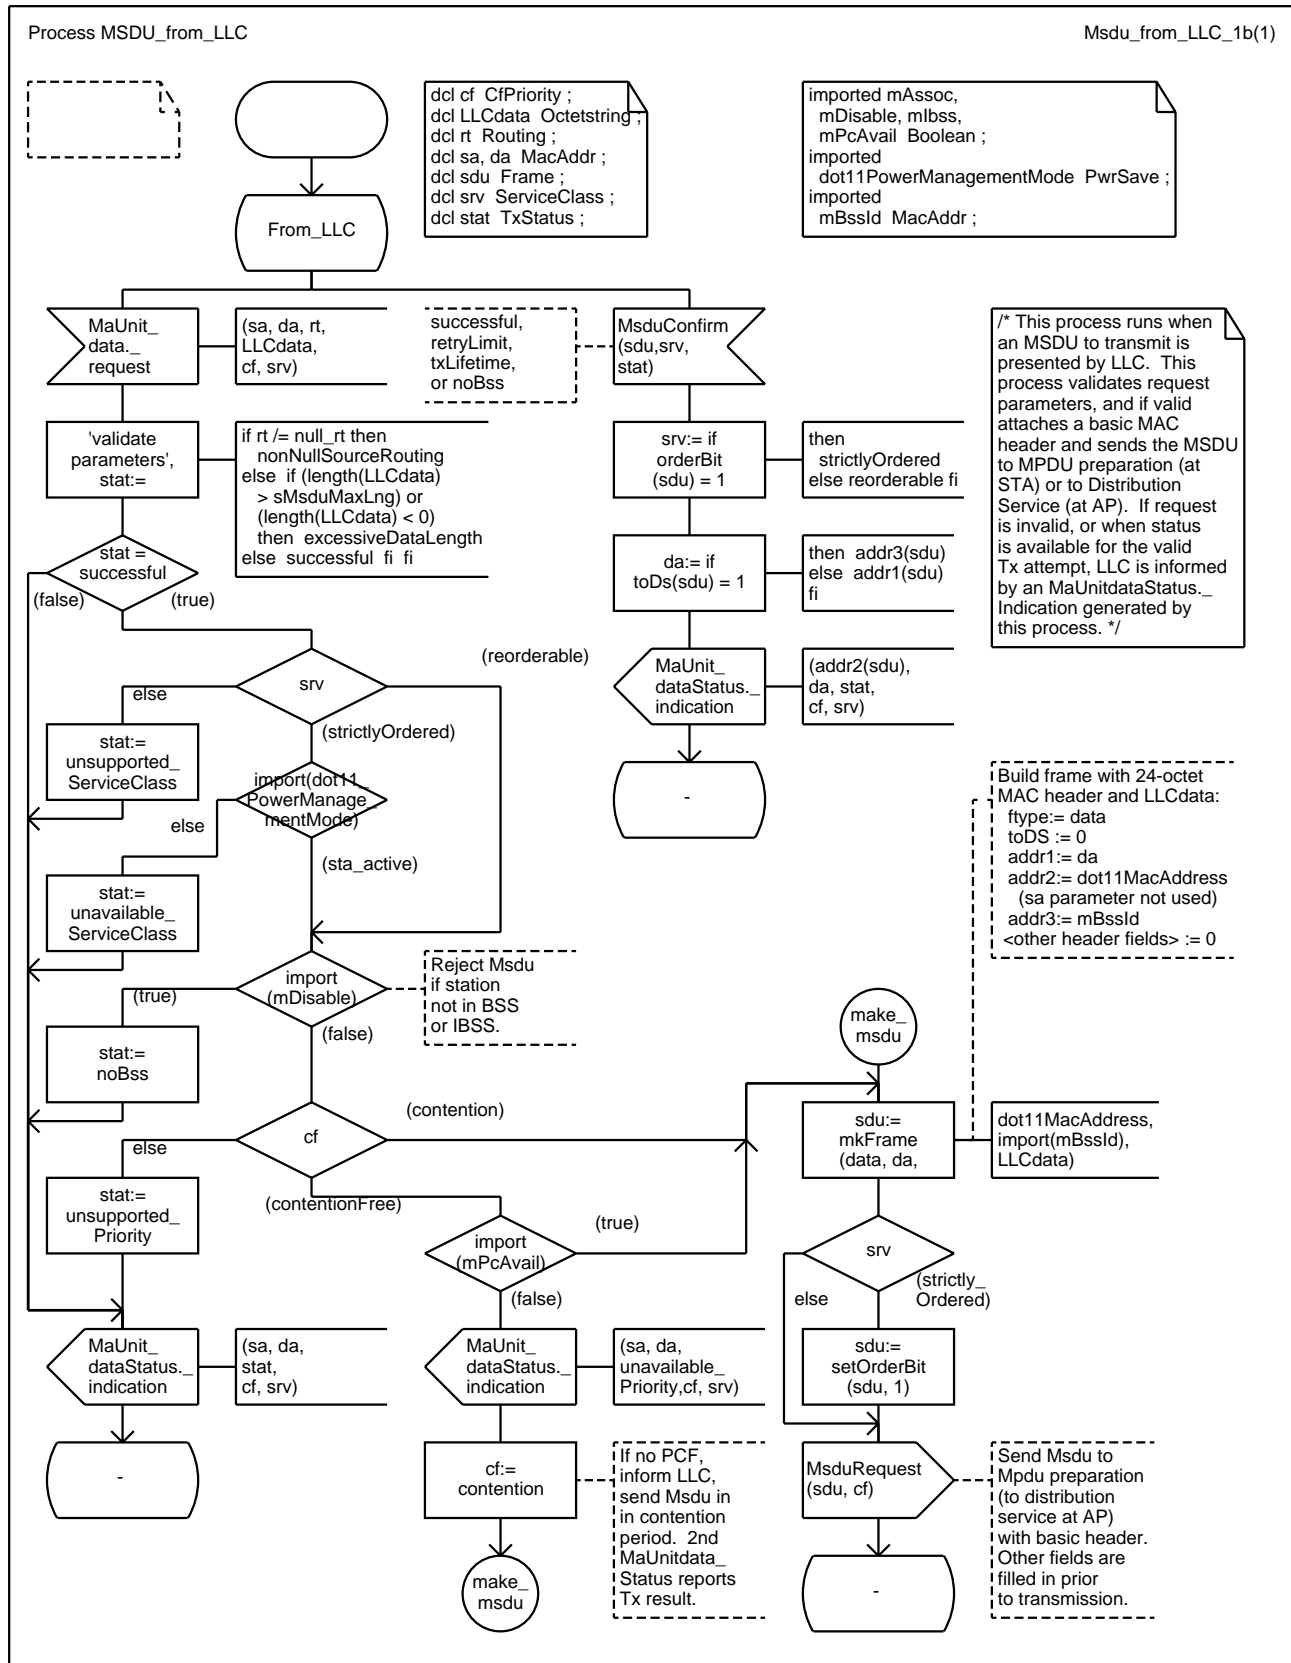 Process MSDU_from_LLC
Msdu_from_LLC_1b(1)
dcl cf  CfPriority ;
dcl LLCdata  Octetstring ;
dcl rt  Routing ;
dcl sa, da  MacAddr ;
dcl sdu  Frame ;
dcl srv  ServiceClass ;
dcl stat  TxStatus ;
imported mAssoc,
mDisable, mIbss,
mPcAvail  Boolean ;
imported
dot11PowerManagementMode  PwrSave ;
imported
mBssId  MacAddr ;
From_LLC
MaUnit_
data._
request
(sa, da, rt,
LLCdata,
cf, srv)
successful,
retryLimit,
txLifetime,
or noBss
MsduConfirm
(sdu,srv,
stat)
/* This process runs when
an MSDU to transmit is
presented by LLC.  This
process validates request
parameters, and if valid
attaches a basic MAC
header and sends the MSDU
to MPDU preparation (at
STA) or to Distribution
Service (at AP).  If request
is invalid, or when status
is available for the valid
Tx attempt, LLC is informed
by an MaUnitdataStatus._
Indication generated by
this process. */
'validate
parameters',
stat:=
if rt /= null_rt then
nonNullSourceRouting
else  if (length(LLCdata)
> sMsduMaxLng) or
(length(LLCdata) < 0)
then  excessiveDataLength
else  successful  fi  fi
srv:= if
orderBit
(sdu) = 1
then
strictlyOrdered
else reorderable fi
stat =
successful
(false)
(true)
da:= if
toDs(sdu) = 1
then  addr3(sdu)
else  addr1(sdu)
fi
srv
else
(reorderable)
(strictlyOrdered)
MaUnit_
dataStatus._
indication
(addr2(sdu),
da, stat,
cf, srv)
stat:=
unsupported_
ServiceClass
import(dot11_
PowerManage_
mentMode)
else
(sta_active)
-
Build frame with 24-octet
MAC header and LLCdata:
ftype:= data
toDS := 0
addr1:= da
addr2:= dot11MacAddress
(sa parameter not used)
addr3:= mBssId
<other header fields> := 0
stat:=
unavailable_
ServiceClass
import
(mDisable)
(true)
(false)
Reject Msdu
if station
not in BSS
or IBSS.
stat:=
noBss
make_
msdu
cf
else
(contention)
(contentionFree)
sdu:=
mkFrame
(data, da,
dot11MacAddress,
import(mBssId),
LLCdata)
stat:=
unsupported_
Priority
import
(mPcAvail)
(true)
(false)
srv
else
(strictly_
Ordered)
MaUnit_
dataStatus._
indication
(sa, da,
stat,
cf, srv)
MaUnit_
dataStatus._
indication
(sa, da,
unavailable_
Priority,cf, srv)
sdu:=
setOrderBit
(sdu, 1)
-
cf:=
contention
If no PCF,
inform LLC,
send Msdu in
in contention
period.  2nd
MaUnitdata_
Status reports
Tx result.
MsduRequest
(sdu, cf)
Send Msdu to
Mpdu preparation
(to distribution
service at AP)
with basic header.
Other fields are
filled in prior
to transmission.
make_
msdu
-